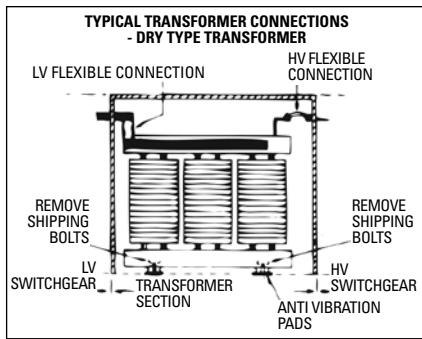 TYPICAL TRANSFORMER CONNECTIONS
- DRY TYPE TRANSFORMER
LV FLEXIBLE CONNECTION
HV FLEXIBLE
CONNECTION
REMOVE
SHIPPING
BOLTS
REMOVE
SHIPPING
BOLTS
LV
SWITCHGEAR
TRANSFORMER
SECTION
HV
SWITCHGEAR
ANTI VIBRATION
PADS